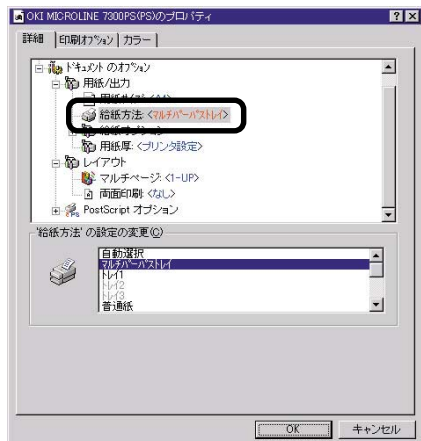 OKI MICROLINE 7300PS(PS)のプロパティ
詳細 印刷オプション カラー
ドキュメント のオプション
用紙/出力
給紙方法: <マルチパーパストレイ>
用紙厚: <プリンタ設定>
レイアウト
マルチページ: <1-UP>
両面印刷: <なし>
PostScript オプション
'給紙方法' の設定の変更(C)
自動選択
マルチパーパストレイ
トレイ1
トレイ2
トレイ3
普通紙
OK キャンセル